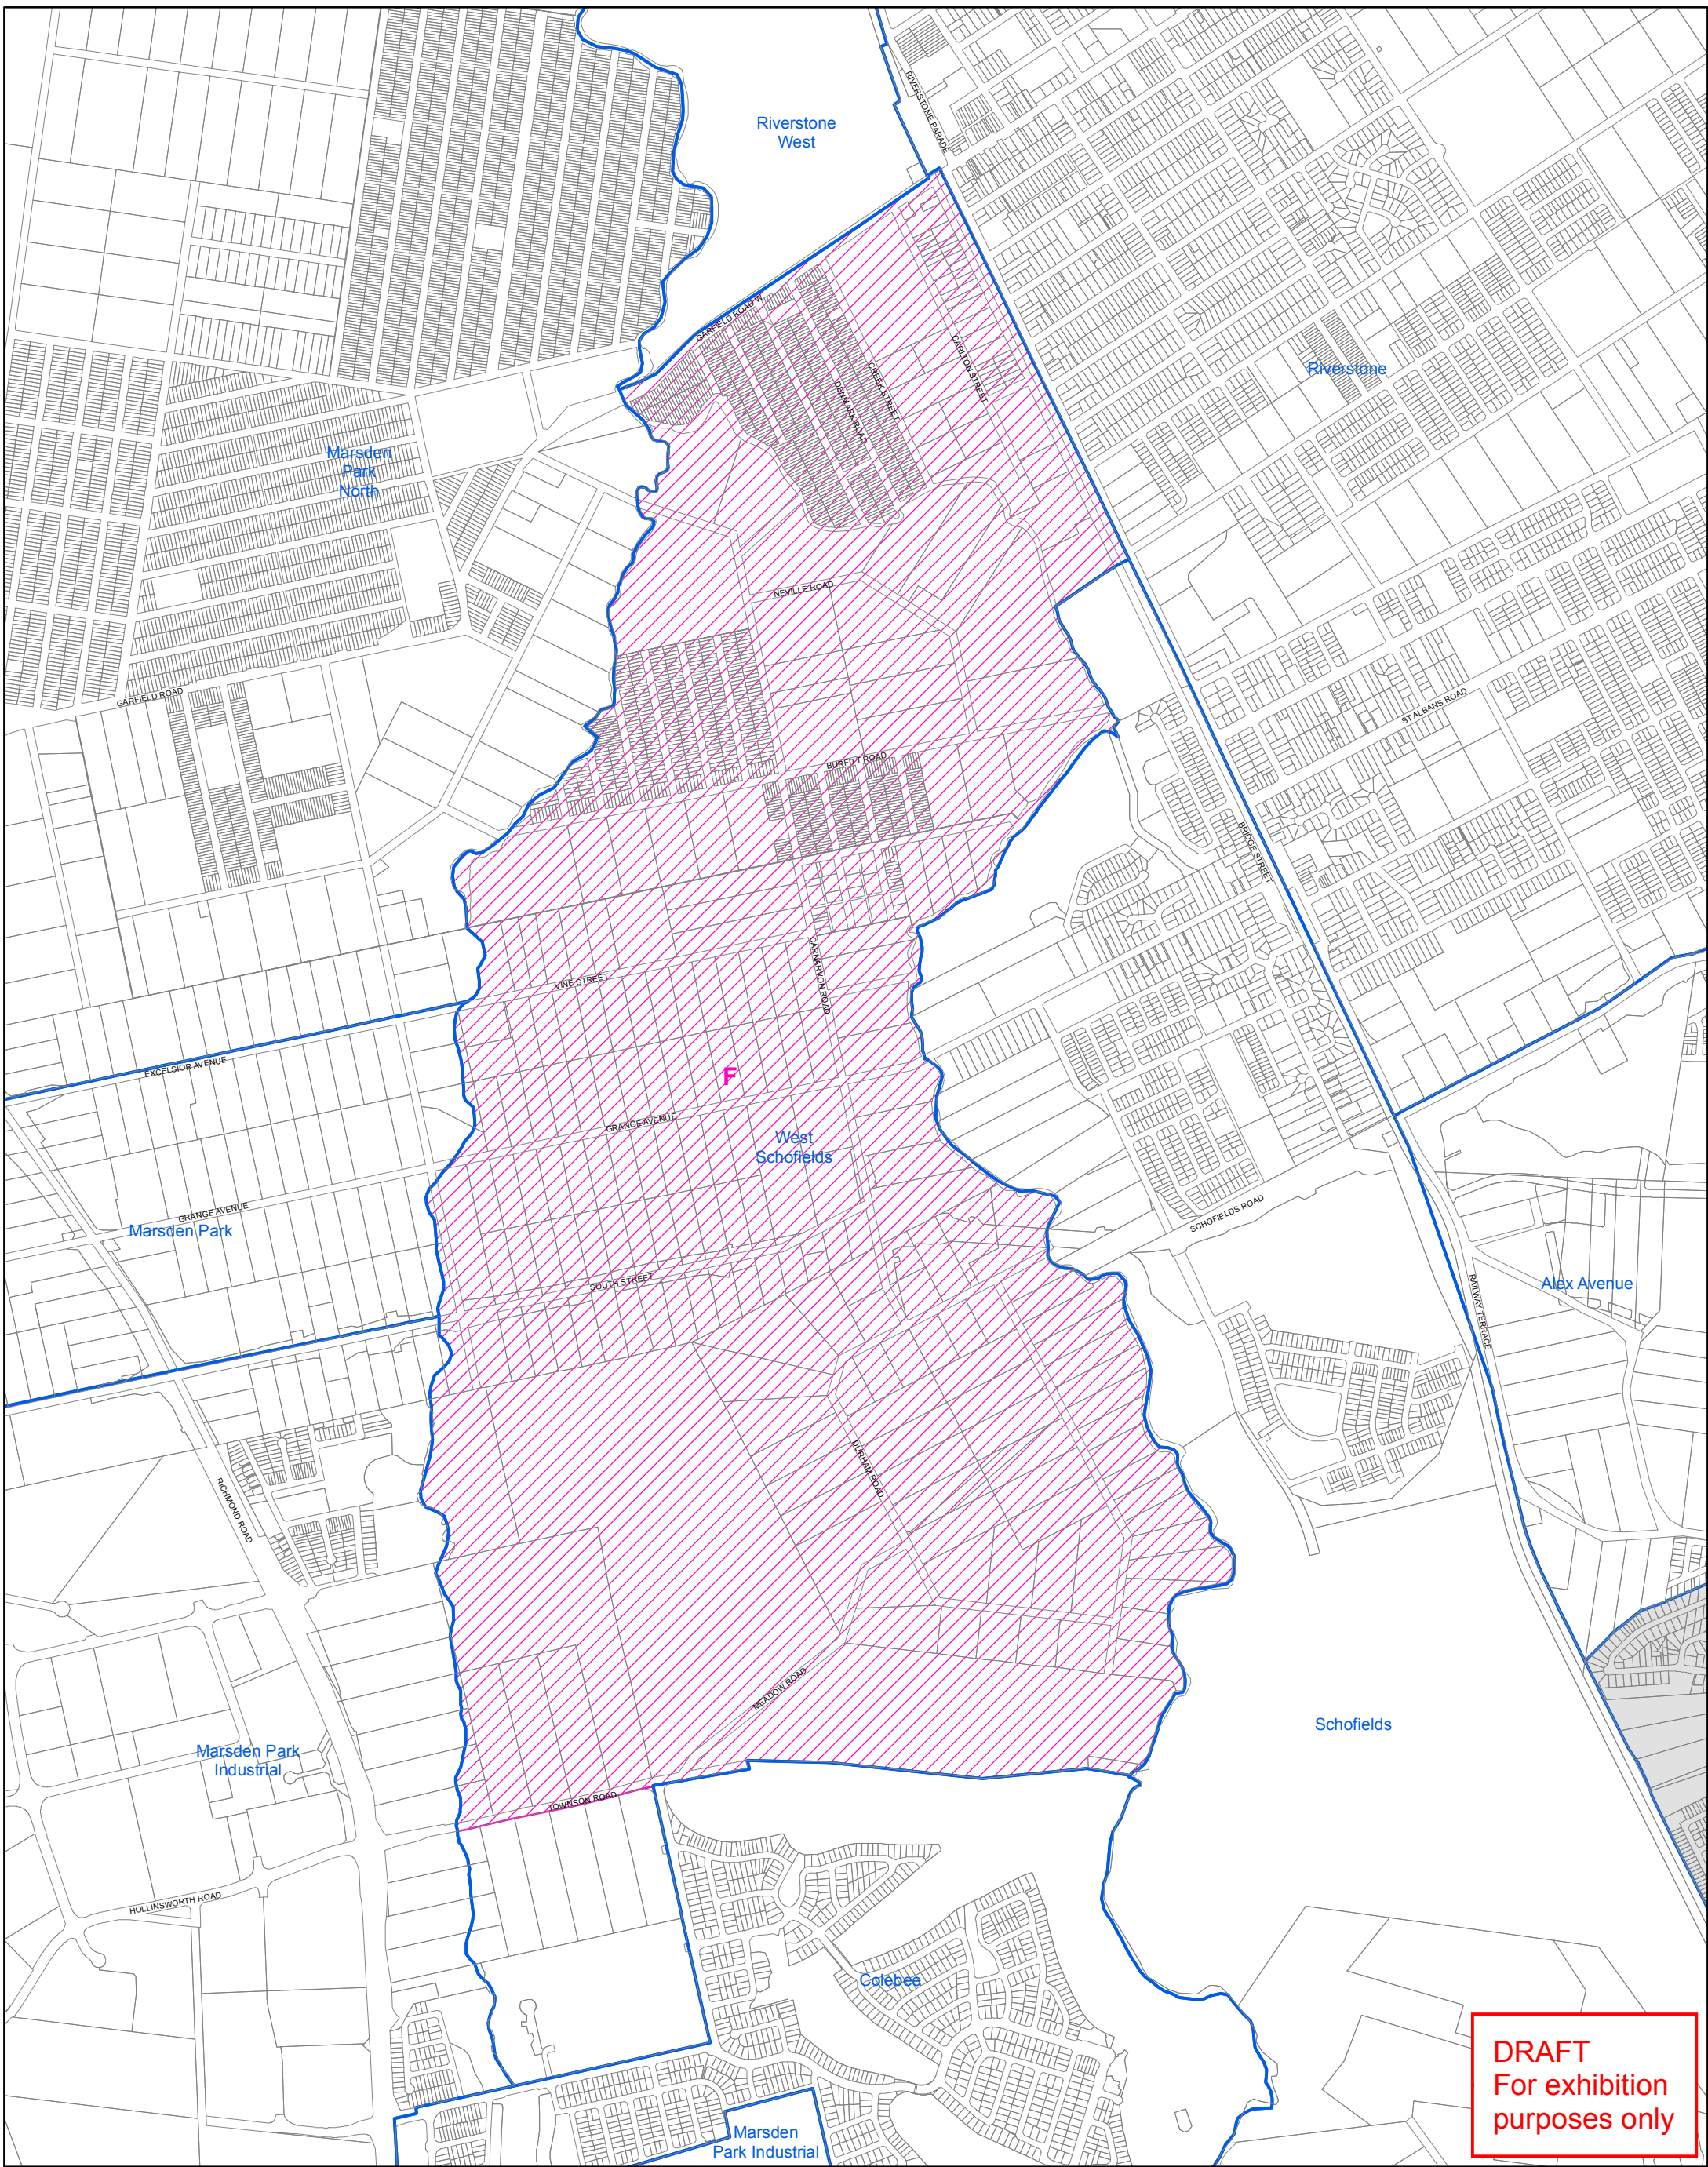 Riverstone
West
RIVERSTONE PARADE
GARFIELD ROAD W
CARLTON STREET
CREEK STREET
DENMARK ROAD
Riverstone
Marsden
Park
North
NEVILLE ROAD
GARFIELD ROAD
ST ALBANS ROAD
BURFITT ROAD
BRIDGE STREET
CARNARVON ROAD
VINE STREET
EXCELSIOR AVENUE
F
GRANGE AVENUE
West
Schofields
GRANGE AVENUE
Marsden Park
SCHOFIELDS ROAD
SOUTH STREET
Alex Avenue
RAILWAY TERRACE
DURHAM ROAD
RICHMOND ROAD
MEADOW ROAD
Schofields
Marsden Park
Industrial
TOWNSON ROAD
HOLLINSWORTH ROAD
Colebee
DRAFT
For exhibition
purposes only
Marsden
Park Industrial